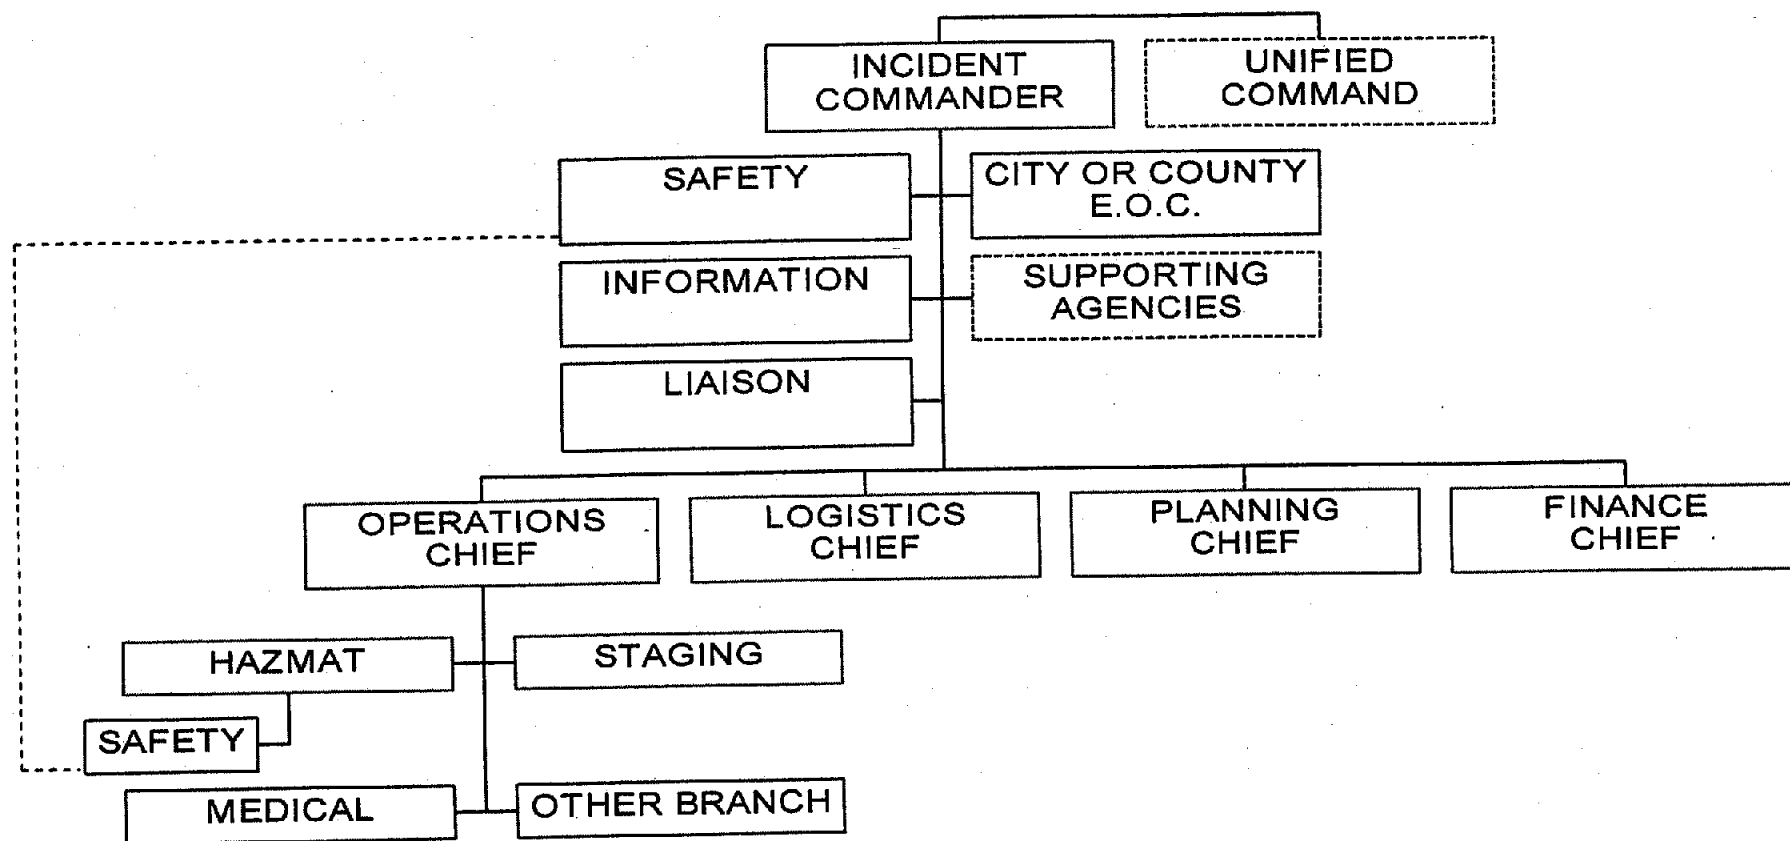 INCIDENT
COMMANDER
UNIFIED
COMMAND
SAFETY
CITY OR COUNTY
E.O.C.
INFORMATION
SUPPORTING
AGENCIES
LIAISON
OPERATIONS
CHIEF
LOGISTICS
CHIEF
PLANNING
CHIEF
FINANCE
CHIEF
HAZMAT
STAGING
SAFETY
MEDICAL
OTHER BRANCH